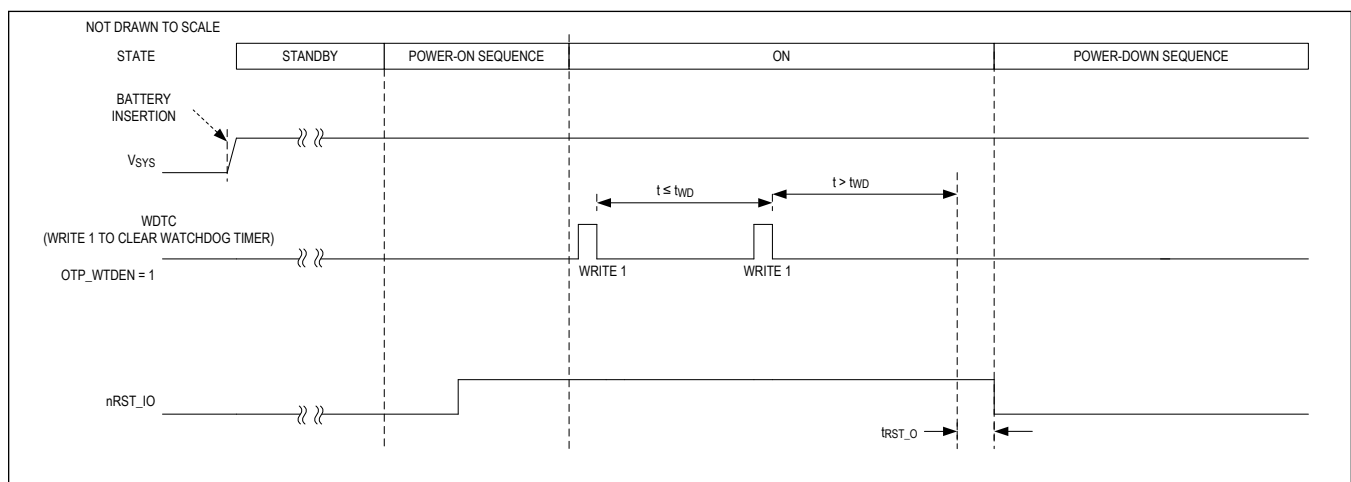 NOT DRAWN TO SCALE
STATE
STANDBY
POWER-ON SEQUENCE
ON
POWER-DOWN SEQUENCE
BATTERY
INSERTION
VSYS
t ≤ tWD
t > tWD
WDTC
(WRITE 1 TO CLEAR WATCHDOG TIMER)
OTP_WTDEN = 1
WRITE 1
WRITE 1
nRST_IO
tRST_O